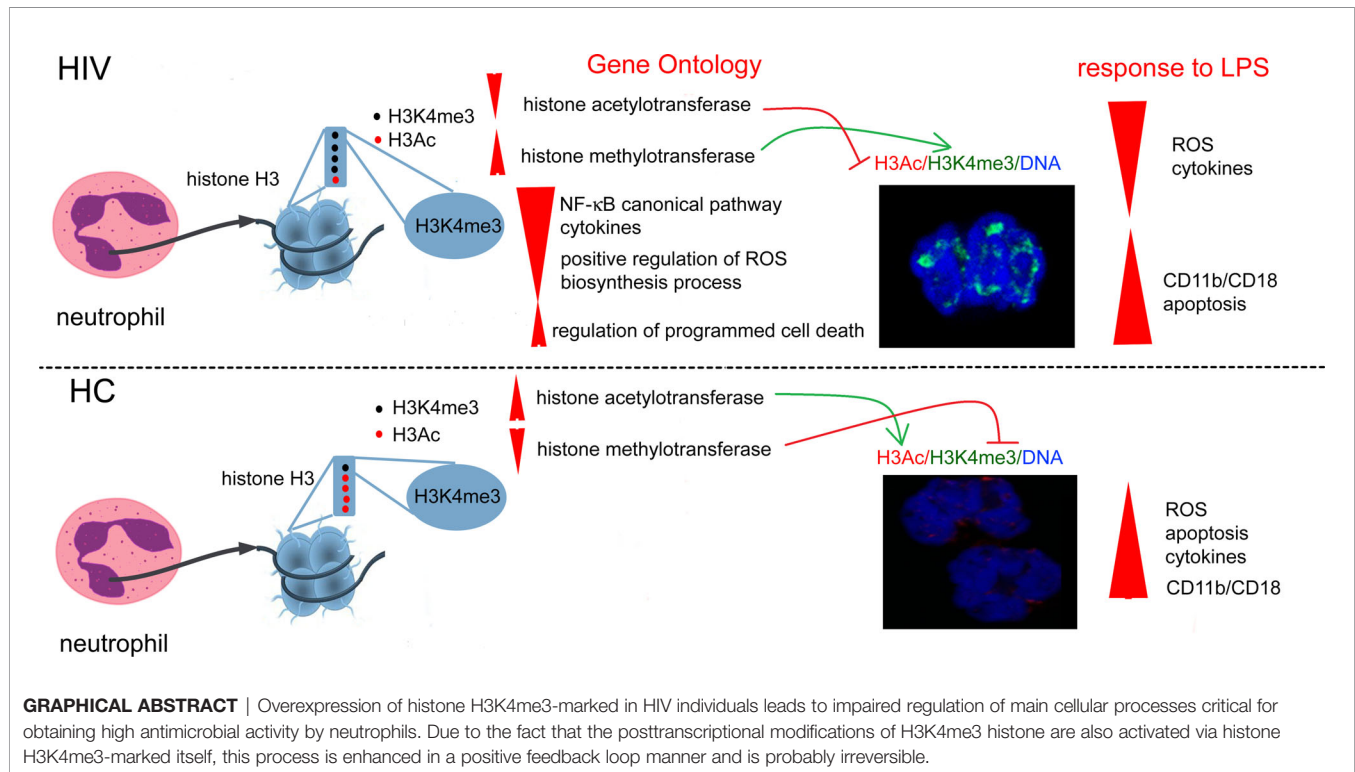 HIV
Gene Ontology
response to LPS
H3K4me3
H3Ac
histone acetylotransferase
histone methylotransferase
H3Ac/H3K4me3/DNA
ROS
cytokines
histone H3
H3K4me3
NF-κB canonical pathway
cytokines
positive regulation of ROS
biosynthesis process
regulation of programmed cell death
CD11b/CD18
apoptosis
neutrophil
HC
H3K4me3
H3Ac
histone acetylotransferase
histone methylotransferase
H3Ac/H3K4me3/DNA
histone H3
H3K4me3
ROS
apoptosis
cytokines
CD11b/CD18
neutrophil
GRAPHICAL ABSTRACT | Overexpression of histone H3K4me3-marked in HIV individuals leads to impaired regulation of main cellular processes critical for
obtaining high antimicrobial activity by neutrophils. Due to the fact that the posttranscriptional modifications of H3K4me3 histone are also activated via histone
H3K4me3-marked itself, this process is enhanced in a positive feedback loop manner and is probably irreversible.